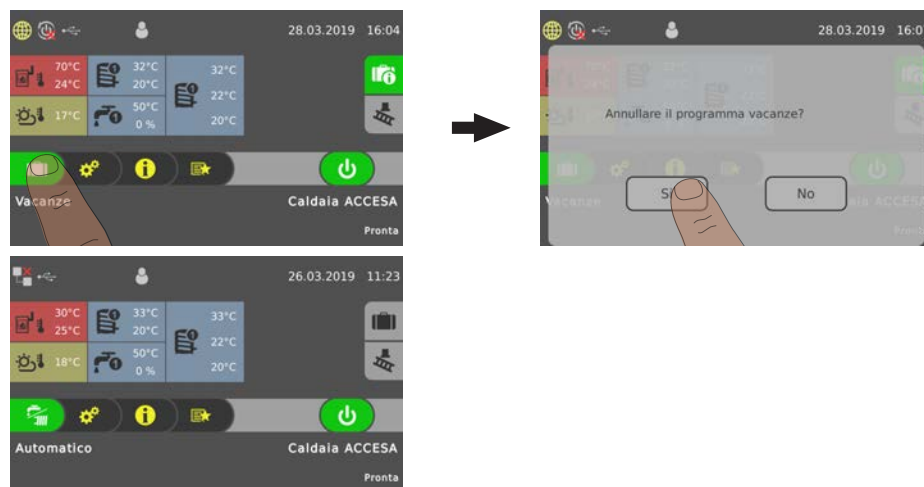 28.03.2019 16:04
70°C
24°C
32°C
20°C
32°C
22°C
20°C
17°C
50°C
0 %
Vacanze
Caldaia ACCESA
Pronta
28.03.2019 16:0
Annullare il programma vacanze?
No
26.03.2019 11:23
30°C
25°C
33°C
20°C
33°C
22°C
20°C
18°C
50°C
0 %
Automatico
Caldaia ACCESA
Pronta